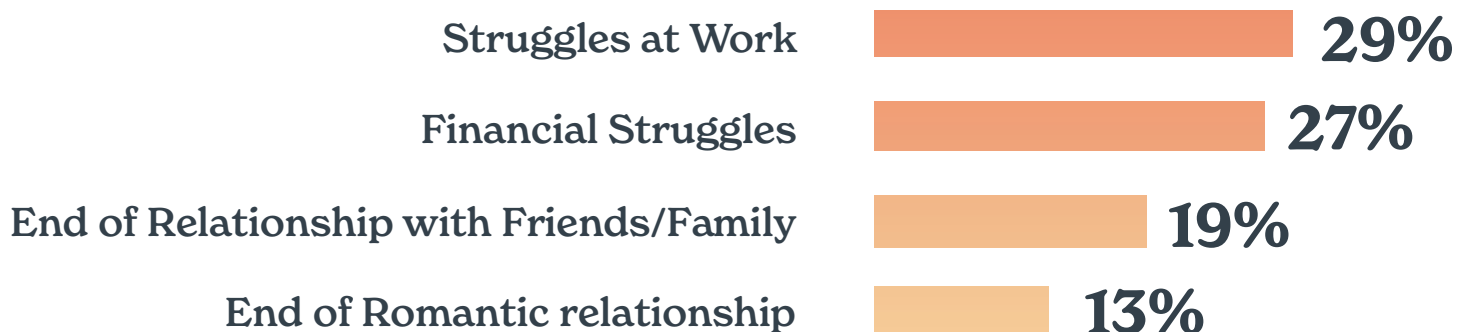 Struggles at Work 29%
Financial Struggles 27%
End of Relationship with Friends/Family 19%
End of Romantic relationship 13%